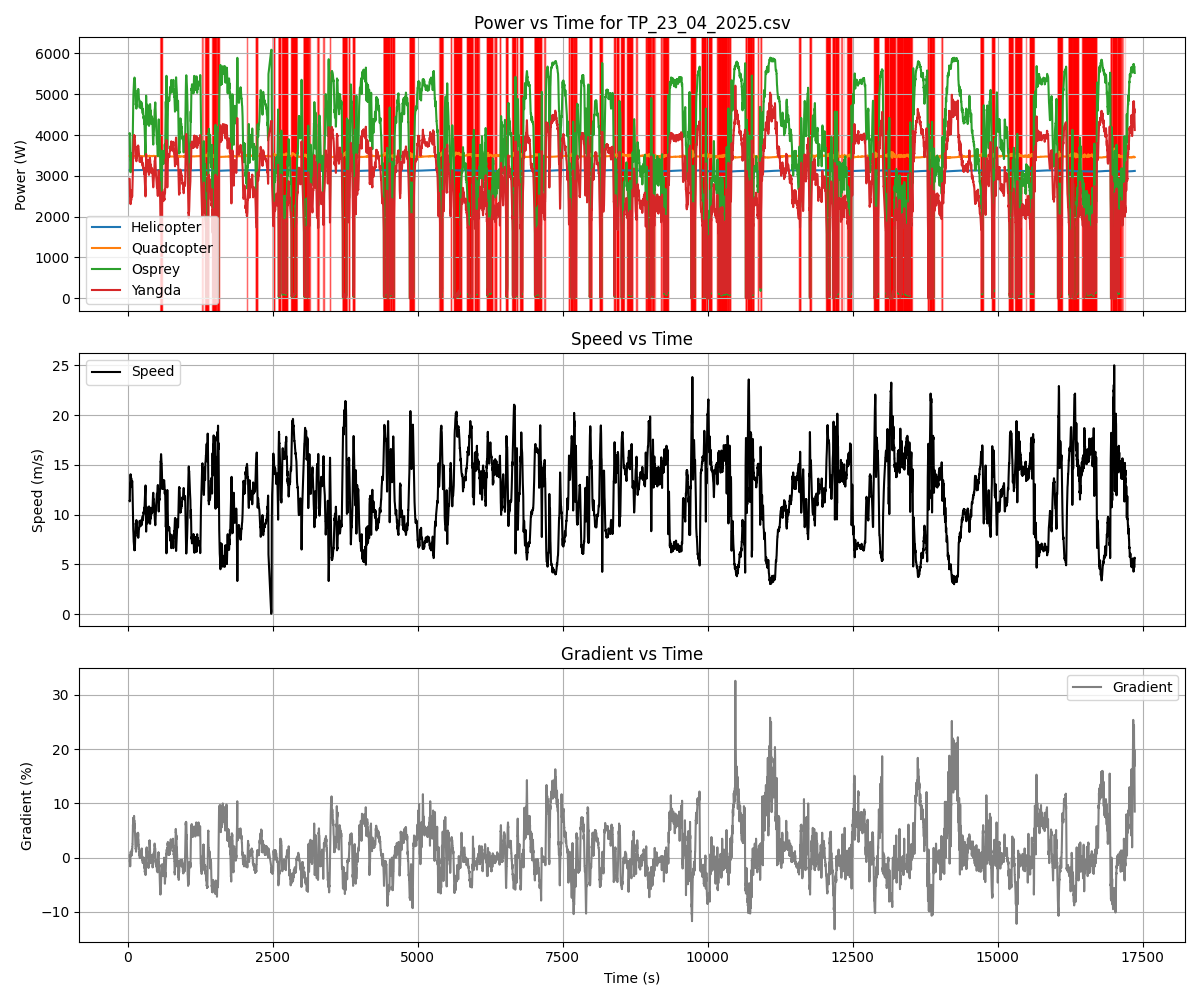 Power vs Time for TP_23_04_2025.csv
6000
5000
4000
3000
2000
1000
0
Power (W)
Helicopter
Quadcopter
Osprey
Yangda
Speed vs Time
25
20
15
10
5
0
Speed (m/s)
Speed
Gradient vs Time
30
20
10
0
−10
Gradient (%)
Gradient
0 2500 5000 7500 10000 12500 15000 17500
Time (s)